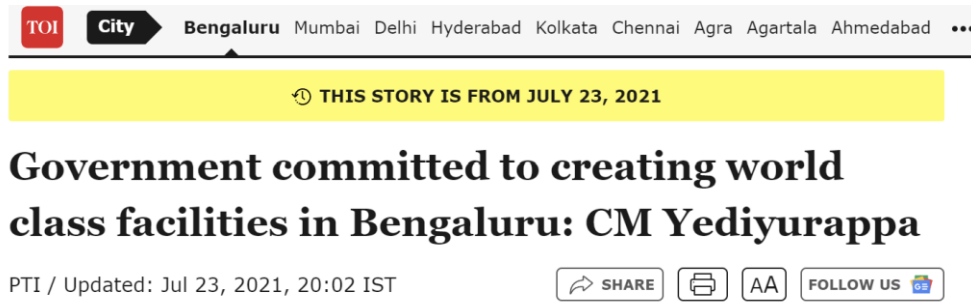 TOI City Bengaluru Mumbai Delhi Hyderabad Kolkata Chennai Agra Agartala Ahmedabad
THIS STORY IS FROM JULY 23, 2021
Government committed to creating world
class facilities in Bengaluru: CM Yediyurappa
PTI / Updated: Jul 23, 2021, 20:02 IST SHARE AA FOLLOW US